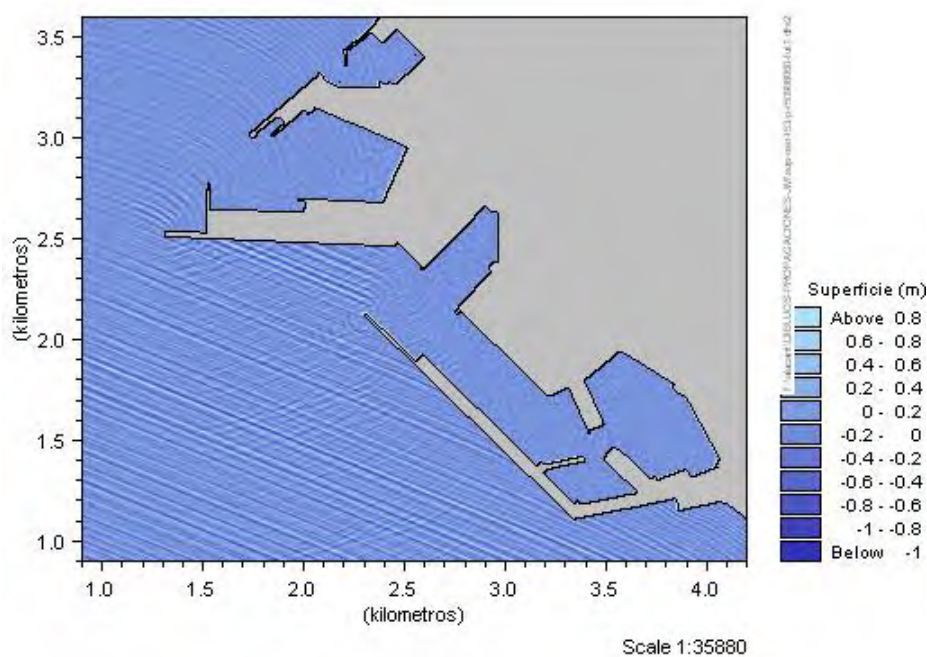 3.5
3.0
2.5
2.0
1.5
1.0
(kilometros)
1.0 1.5 2.0 2.5 3.0 3.5 4.0
(kilometros)
Scale 1:35880
Superficie (m)
Above 0.8
0.6 - 0.8
0.4 - 0.6
0.2 - 0.4
0 - 0.2
-0.2 - 0
-0.4 - -0.2
-0.6 - -0.4
-0.8 - -0.6
-1 - -0.8
Below -1